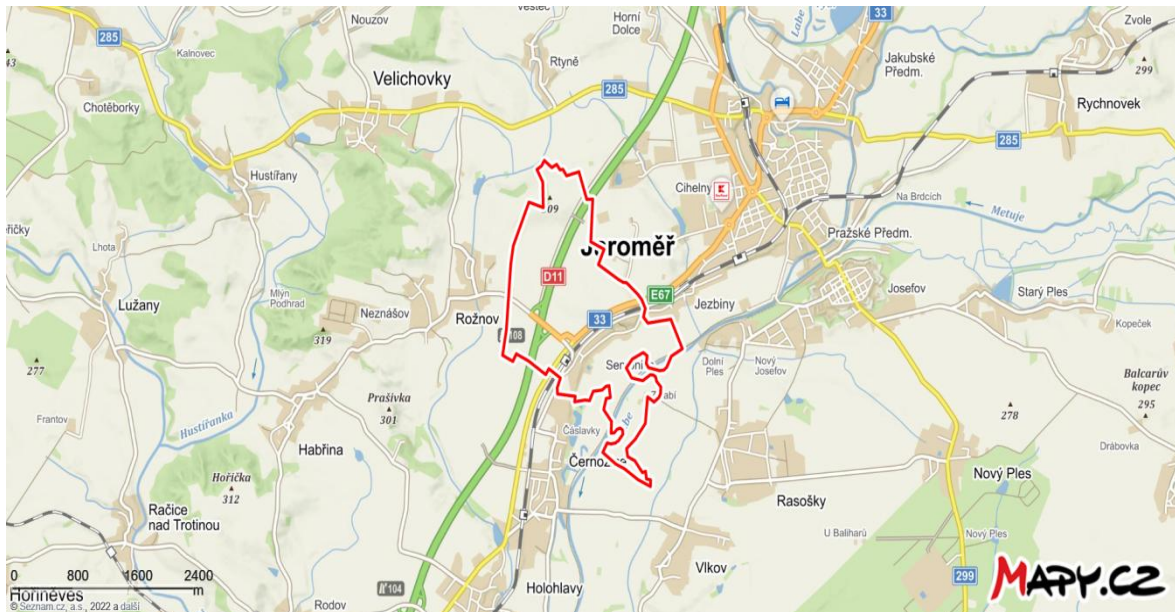 285
Kalnovec
Nouzov
Vestec
Horní
Dolce
Labe
33
Zvole
299
43
Velichovky
Rtyně
Jakubské
Předm.
285
Rychnovek
Chotěborky
285
Hustířany
Cihelny
Na Brdcích
Metuje
Lhota
Jaroměř
Pražské Předm.
D11
E67
Lužany
Mlýn
Podhrad
Neznášov
Rožnov
33
Jezbiny
Josefov
Starý Ples
Kopeček
319
108
277
Dolní
Ples
Nový
Josefov
Balcarův
kopec
295
Prašivka
301
278
Frantov
Hustířanka
Habřina
Čáslavky
Drábovka
Hořička
312
Rasošky
Nový Ples
Račice
nad Trotinou
U Baliharů
Nový Ples
0 800 1600 2400
m
104
Vlkov
299
Hořiněves
Rodov
Holohlavy
© Seznam.cz, a.s., 2022 a další
MAPY.CZ